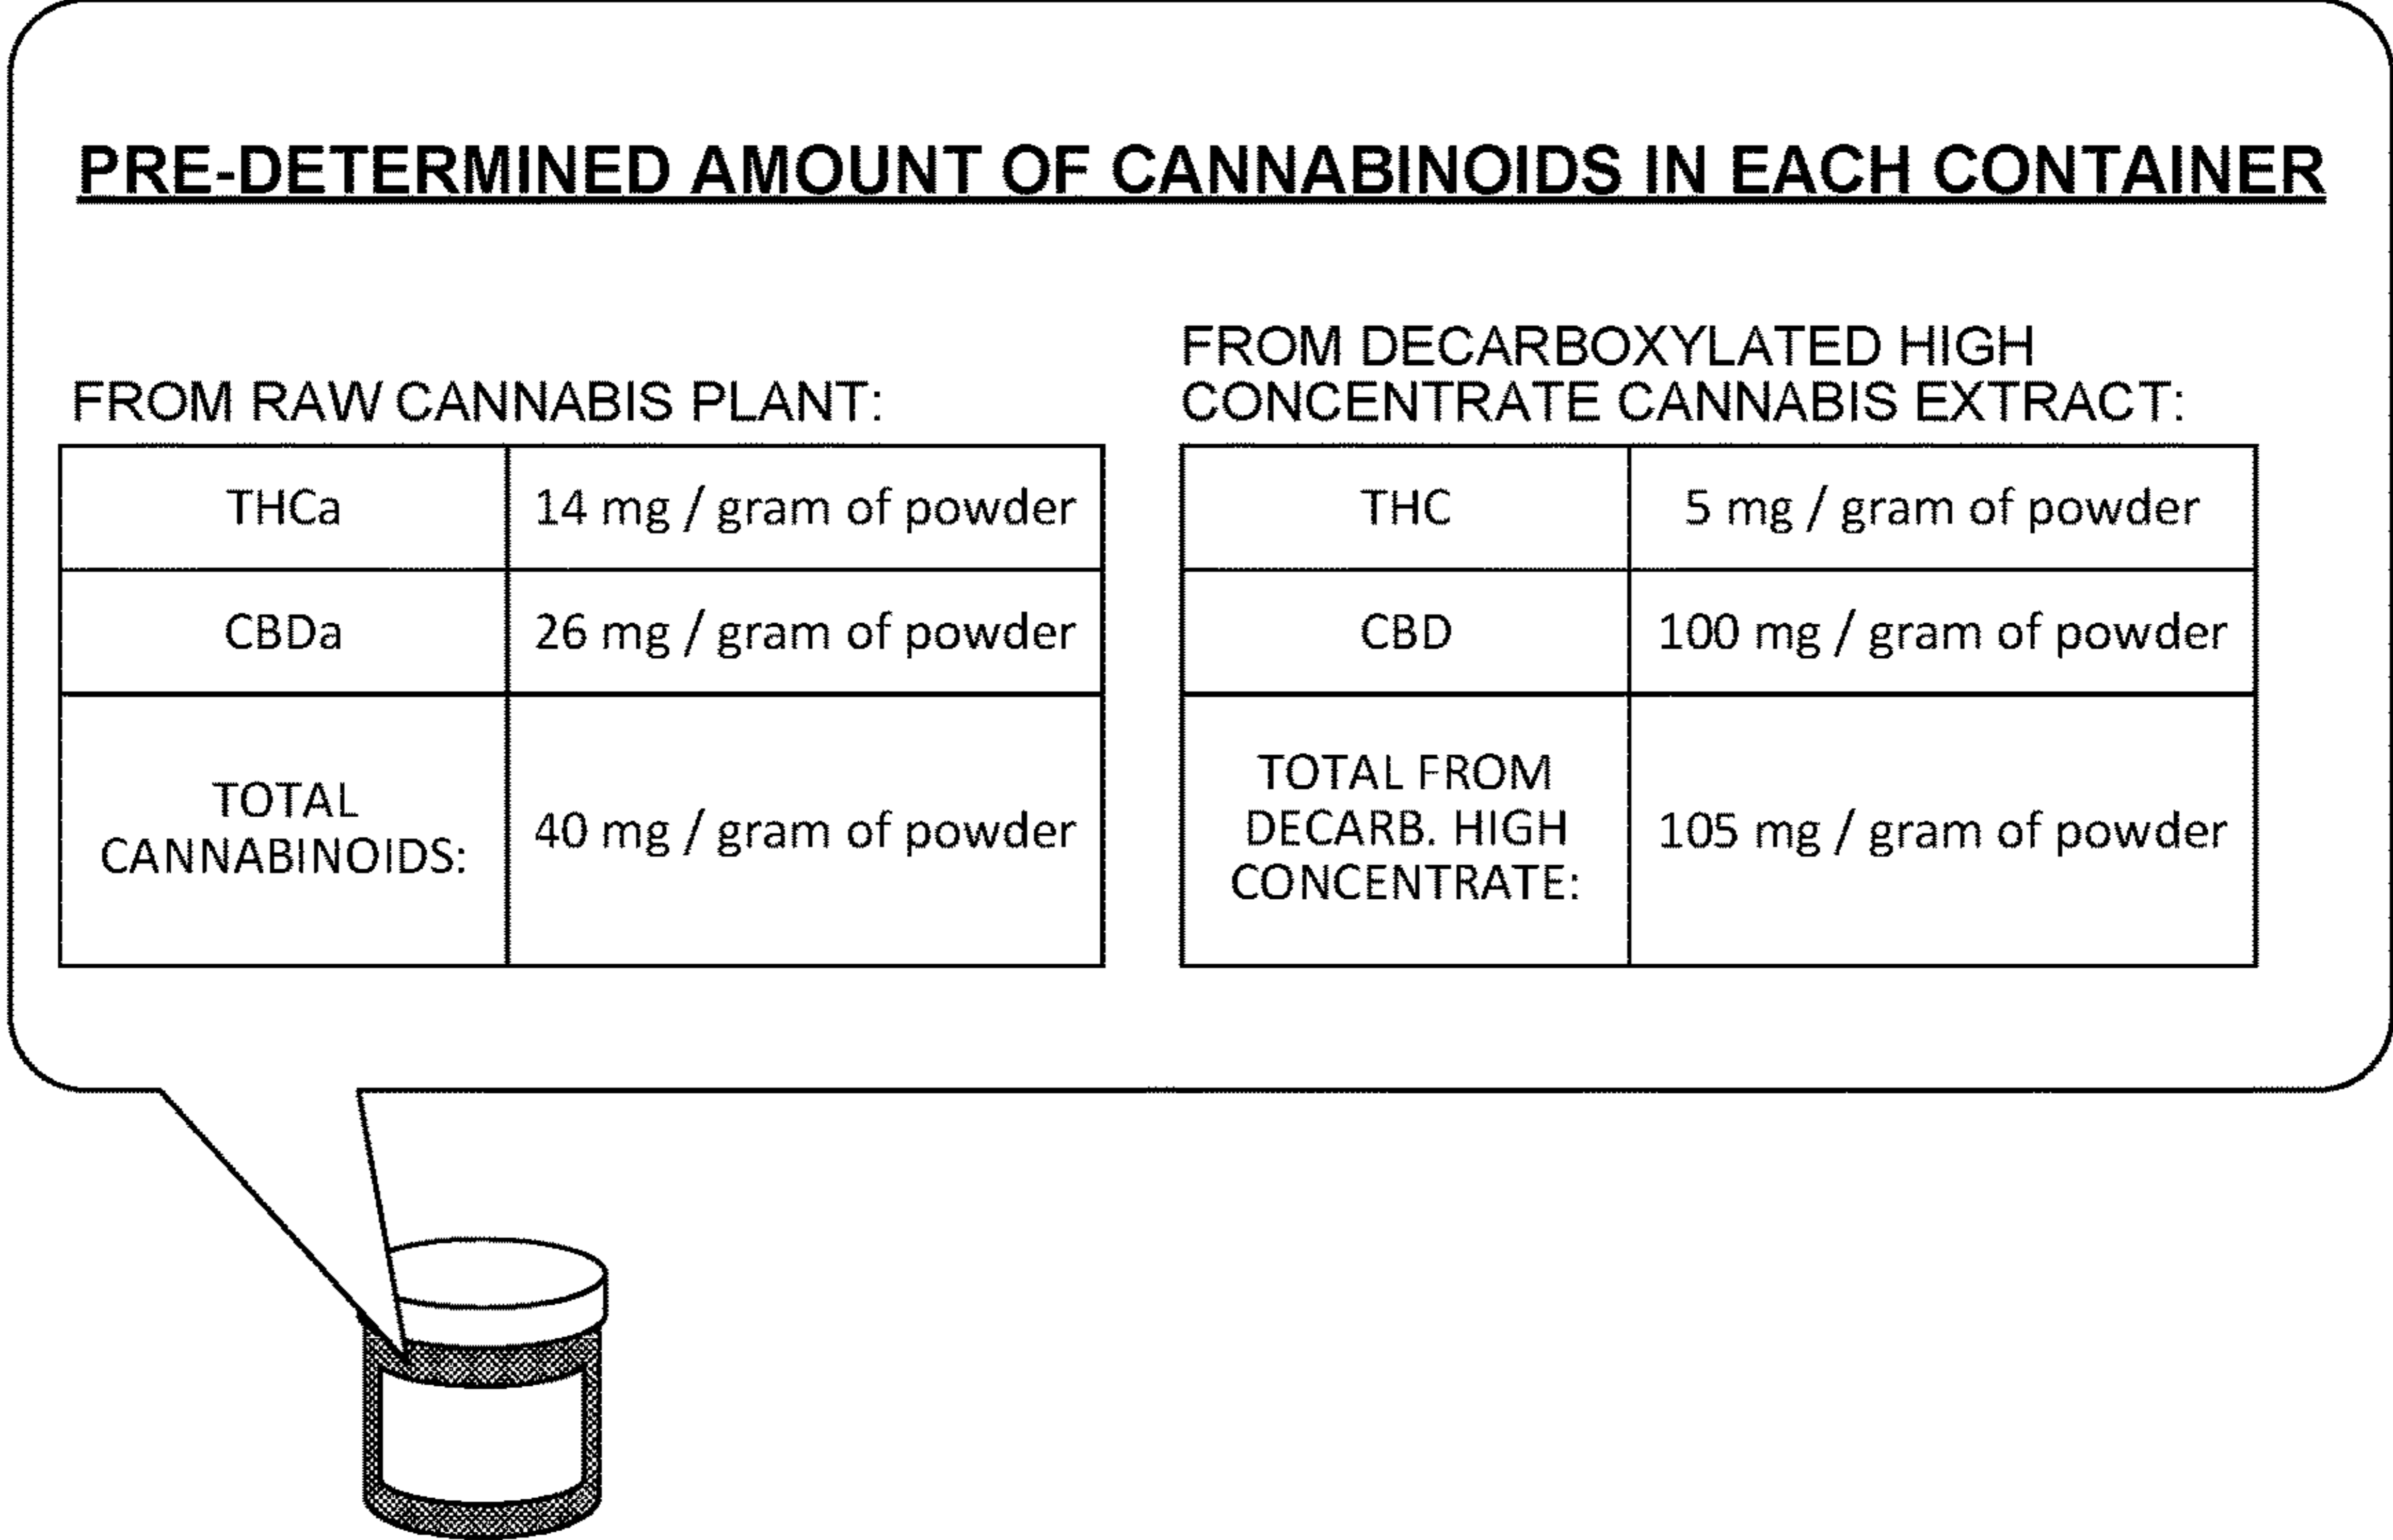 PRE-DETERMINED AMOUNT OF CANNABINOIDS IN EACH CONTAINER
FROM RAW CANNABIS PLANT:
THCa 14 mg / gram of powder
CBDa 26 mg / gram of powder
TOTAL
CANNABINOIDS:
40 mg / gram of powder
FROM DECARBOXYLATED HIGH
CONCENTRATE CANNABIS EXTRACT:
THC 5 mg / gram of powder
CBD 100 mg / gram of powder
TOTAL FROM
DECARB. HIGH
CONCENTRATE:
105 mg / gram of powder